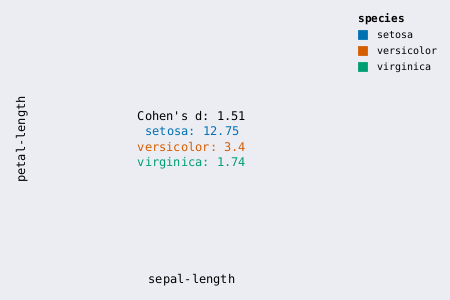 species
setosa
versicolor
virginica
petal-length
Cohen's d: 1.51
setosa: 12.75
versicolor: 3.4
virginica: 1.74
sepal-length